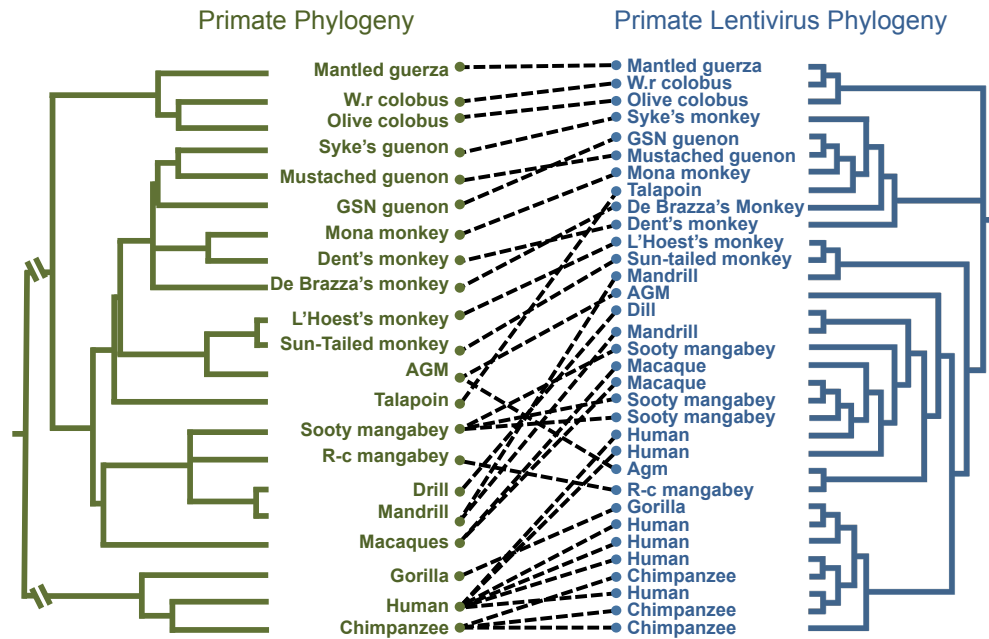 Primate Phylogeny
Mantled guerza
W.r colobus
Olive colobus
Syke's guenon
Mustached guenon
GSN guenon
Mona monkey
Dent's monkey
De Brazza's monkey
L'Hoest's monkey
Sun-Tailed monkey
AGM
Talapoin
Sooty mangabey
R-c mangabey
Drill
Mandrill
Macaques
Gorilla
Human
Chimpanzee
Primate Lentivirus Phylogeny
Mantled guerza
W.r colobus
Olive colobus
Syke's monkey
GSN guenon
Mustached guenon
Mona monkey
Talapoin
De Brazza's Monkey
Dent's monkey
L'Hoest's monkey
Sun-tailed monkey
Mandrill
AGM
Dill
Mandrill
Sooty mangabey
Macaque
Macaque
Sooty mangabey
Sooty mangabey
Human
Human
Agm
R-c mangabey
Gorilla
Human
Human
Human
Chimpanzee
Human
Chimpanzee
Chimpanzee